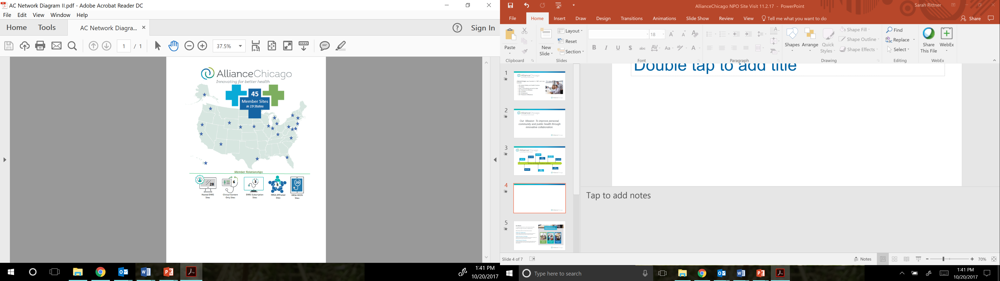 AC Network Diagram II.pdf - Adobe Acrobat Reader DC
File Edit View Window Help
Home Tools AC Network Diagra... ×
Sign In
1 / 1
37.5%
AllianceChicago
Innovating for better health
45
Member Sites
in 19 States
Member Relationships
28
6
3
5
20
Hosted EHRS
Sites
Clinical Content
Only Sites
EHRS Subscription
Sites
HRSA Affiliated
Sites
HRSA HCCN
Sites
1:41 PM
10/20/2017
AllianceChicago NPO Site Visit 11.2.17 - PowerPoint
Sarah Rittner
File Home Insert Draw Design Transitions Animations Slide Show Review View Tell me what you want to do
Share
Paste
Clipboard
New
Slide
Layout
Reset
Section
Slides
18
B I U S abc AV Aa A
Font
Paragraph
Shapes Arrange Quick
Styles
Shape Fill
Shape Outline
Shape Effects
Drawing
Find
Replace
Select
Editing
Share
This File
WebEx
WebEx
1
AllianceChicago
2
AllianceChicago
Our Mission: To improve personal,
community and public health through
innovative collaboration
3
AllianceChicago
4
5
Double tap to add title
Tap to add notes
Slide 4 of 7
Notes
70%
Type here to search
1:41 PM
10/20/2017